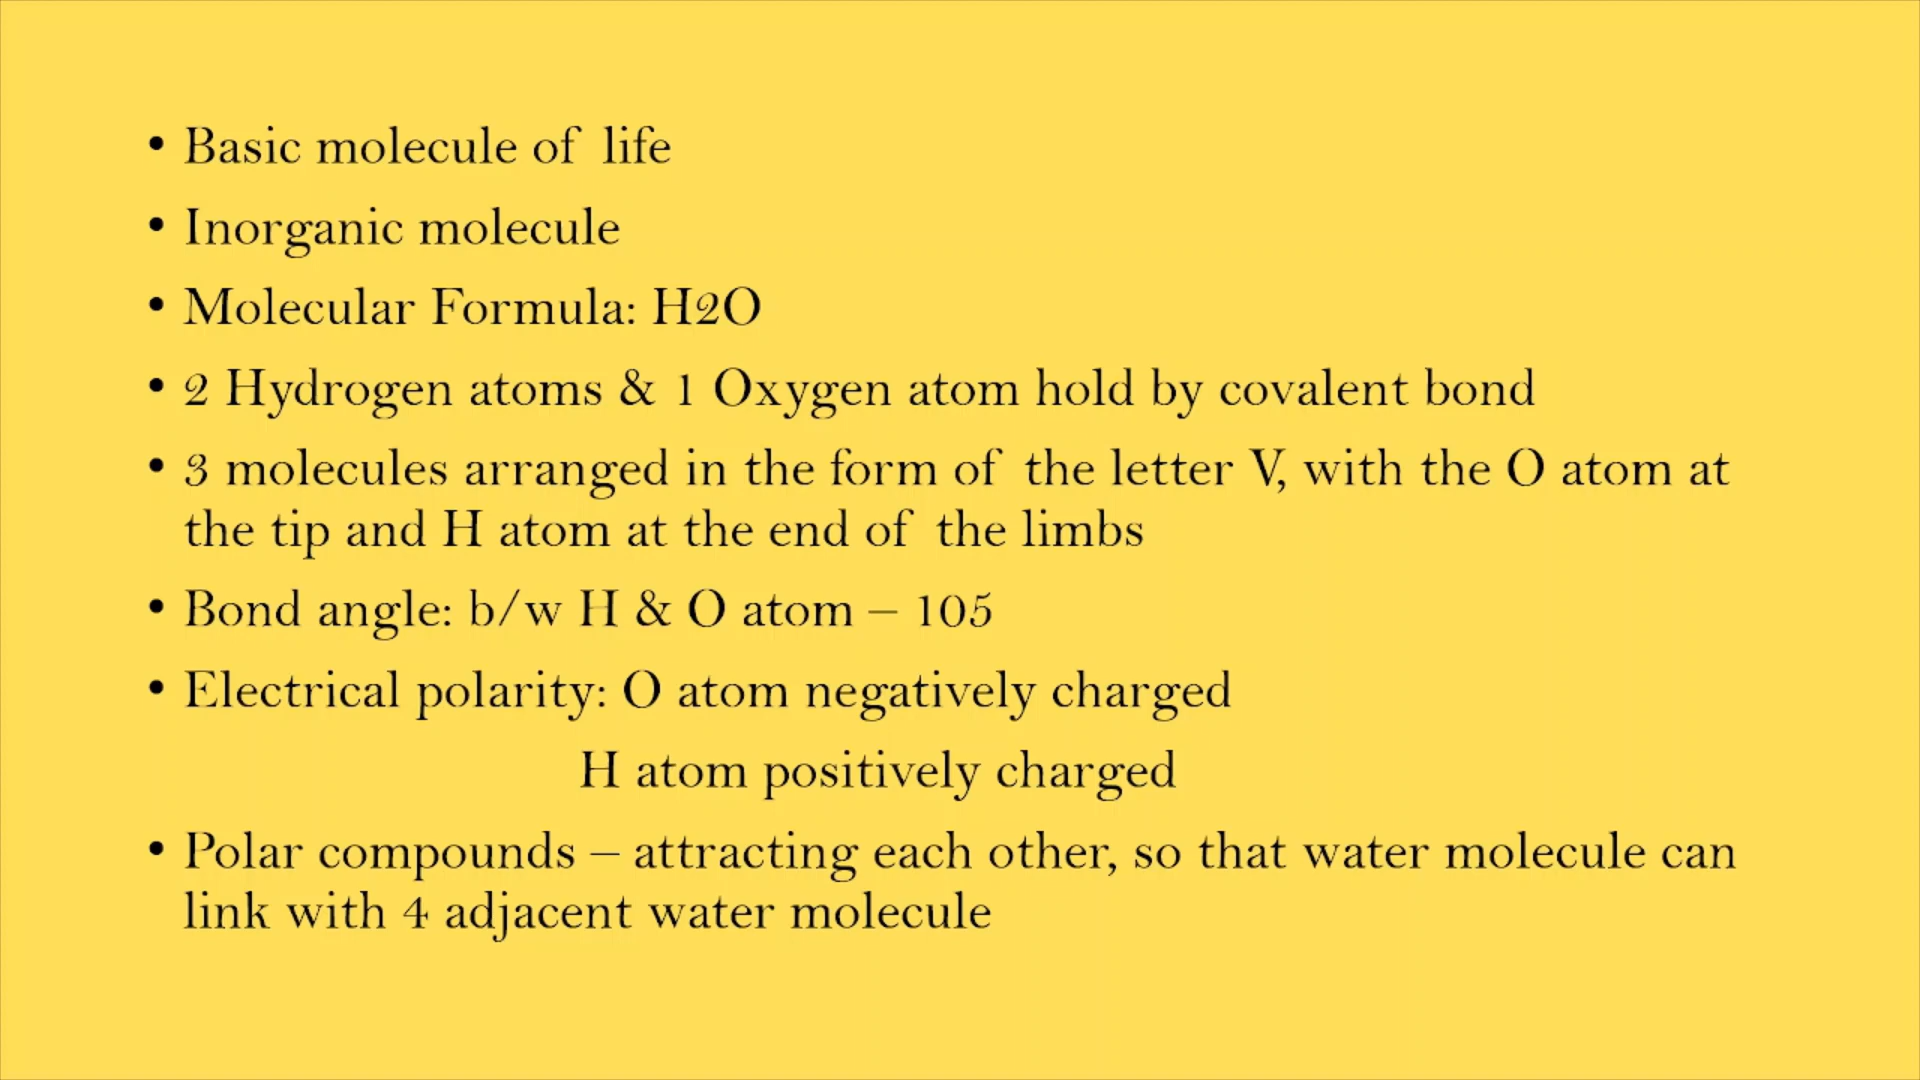 • Basic molecule of life
• Inorganic molecule
• Molecular Formula: H2O
• 2 Hydrogen atoms & 1 Oxygen atom hold by covalent bond
• 3 molecules arranged in the form of the letter V, with the O atom at
the tip and H atom at the end of the limbs
• Bond angle: b/w H & O atom – 105
• Electrical polarity: O atom negatively charged
H atom positively charged
• Polar compounds – attracting each other, so that water molecule can
link with 4 adjacent water molecule